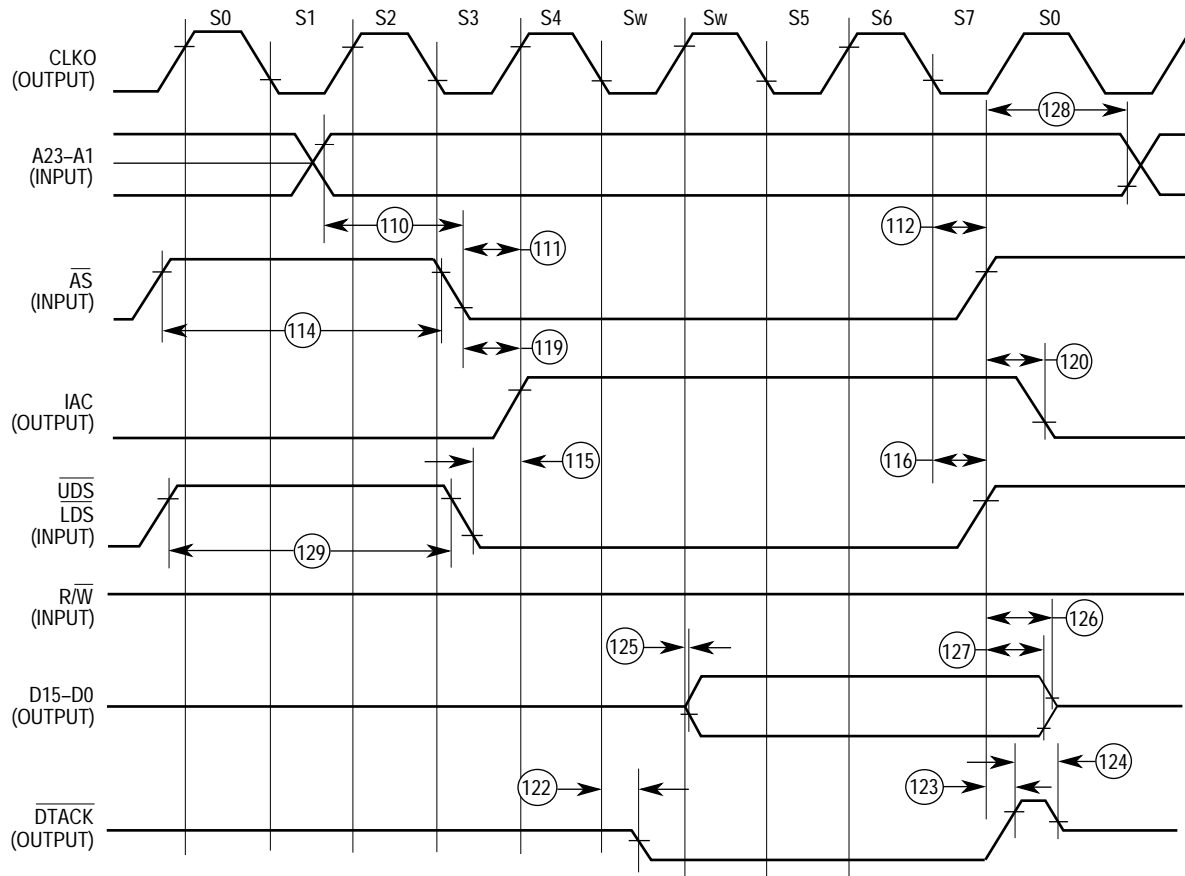 S0 S1 S2 S3 S4 Sw Sw S5 S6 S7 S0
CLKO
(OUTPUT)
128
A23–A1
(INPUT)
110
111
112
AS
(INPUT)
114
119
120
IAC
(OUTPUT)
115
116
UDS
LDS
(INPUT)
129
R/W
(INPUT)
126
125
127
D15–D0
(OUTPUT)
124
122
123
DTACK
(OUTPUT)